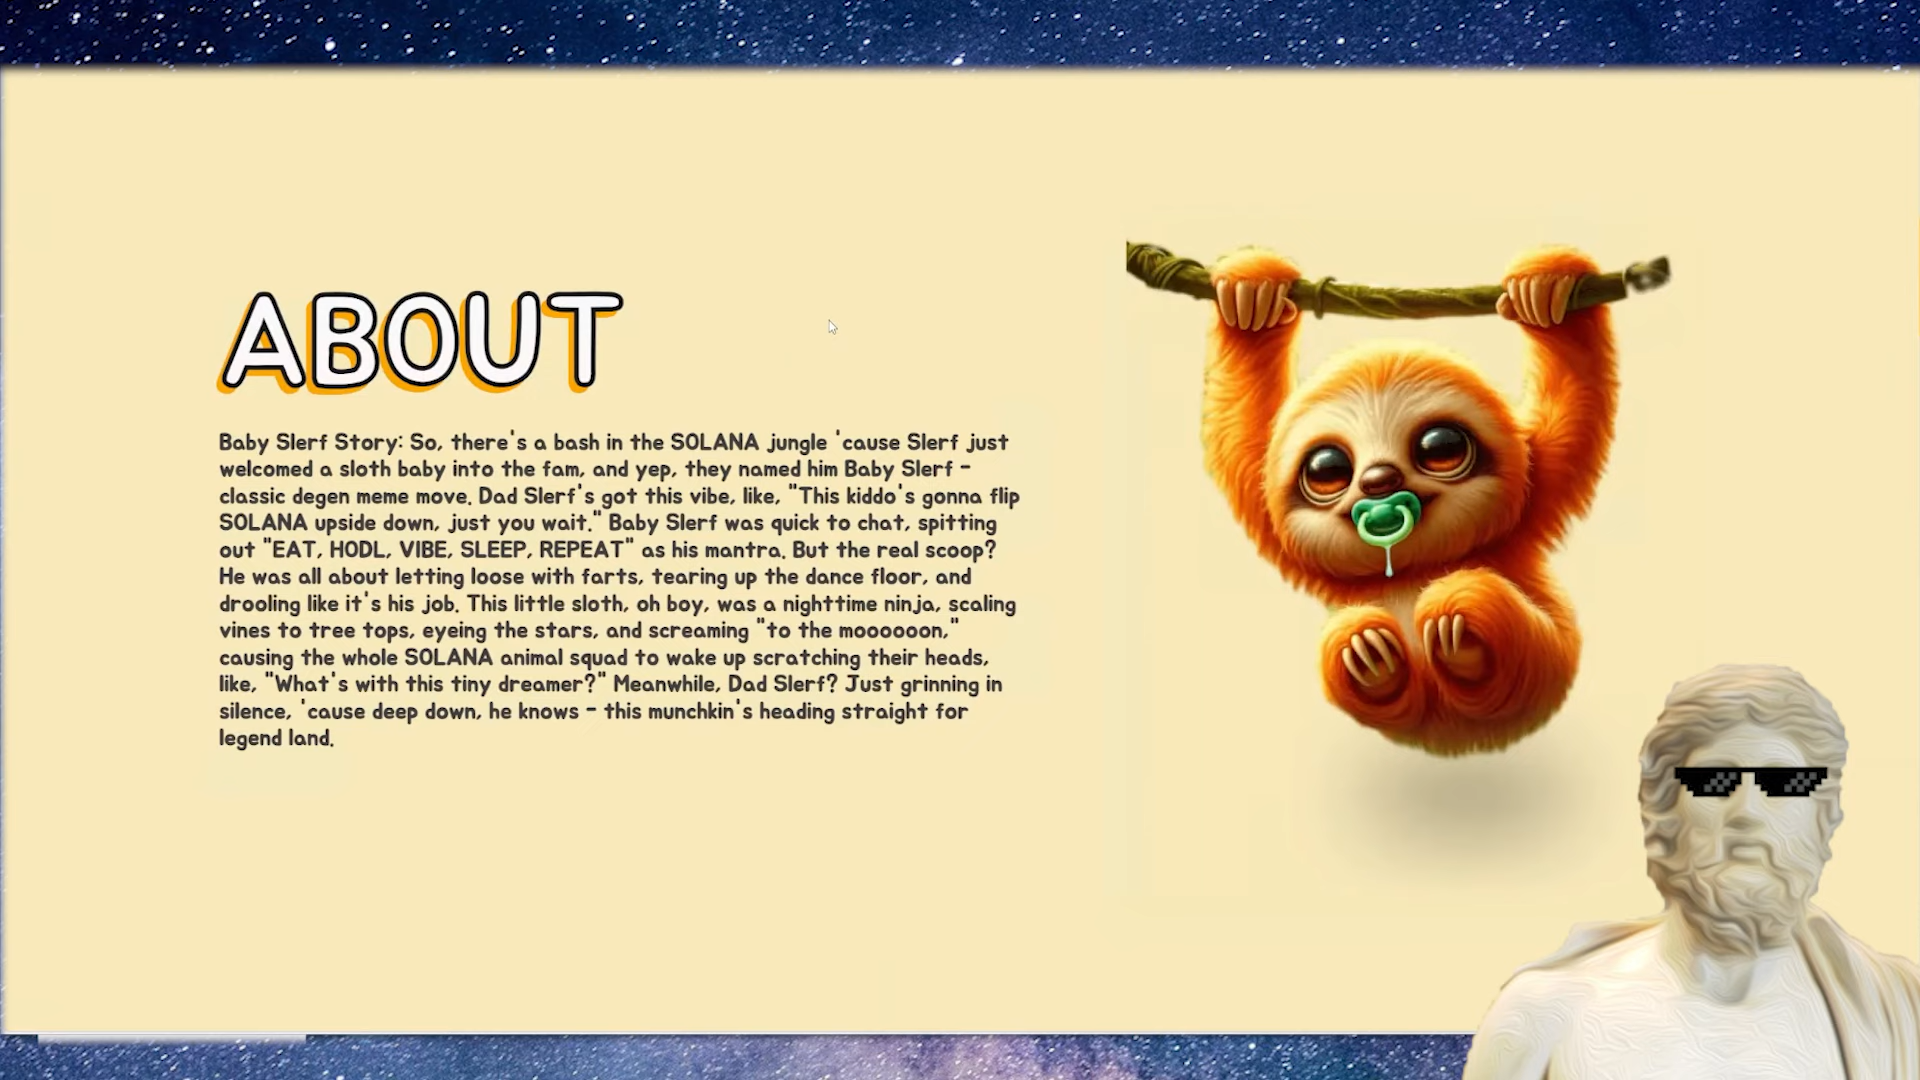 ABOUT
Baby Slerf Story: So, there's a bash in the SOLANA jungle 'cause Slerf just
welcomed a sloth baby into the fam, and yep, they named him Baby Slerf -
classic degen meme move. Dad Slerf's got this vibe, like, "This kiddo's gonna flip
SOLANA upside down, just you wait." Baby Slerf was quick to chat, spitting
out "EAT, HODL, VIBE, SLEEP, REPEAT" as his mantra. But the real scoop?
He was all about letting loose with farts, tearing up the dance floor, and
drooling like it's his job. This little sloth, oh boy, was a nighttime ninja, scaling
vines to tree tops, eyeing the stars, and screaming "to the moooooon,"
causing the whole SOLANA animal squad to wake up scratching their heads,
like, "What's with this tiny dreamer?" Meanwhile, Dad Slerf? Just grinning in
silence, 'cause deep down, he knows - this munchkin's heading straight for
legend land.